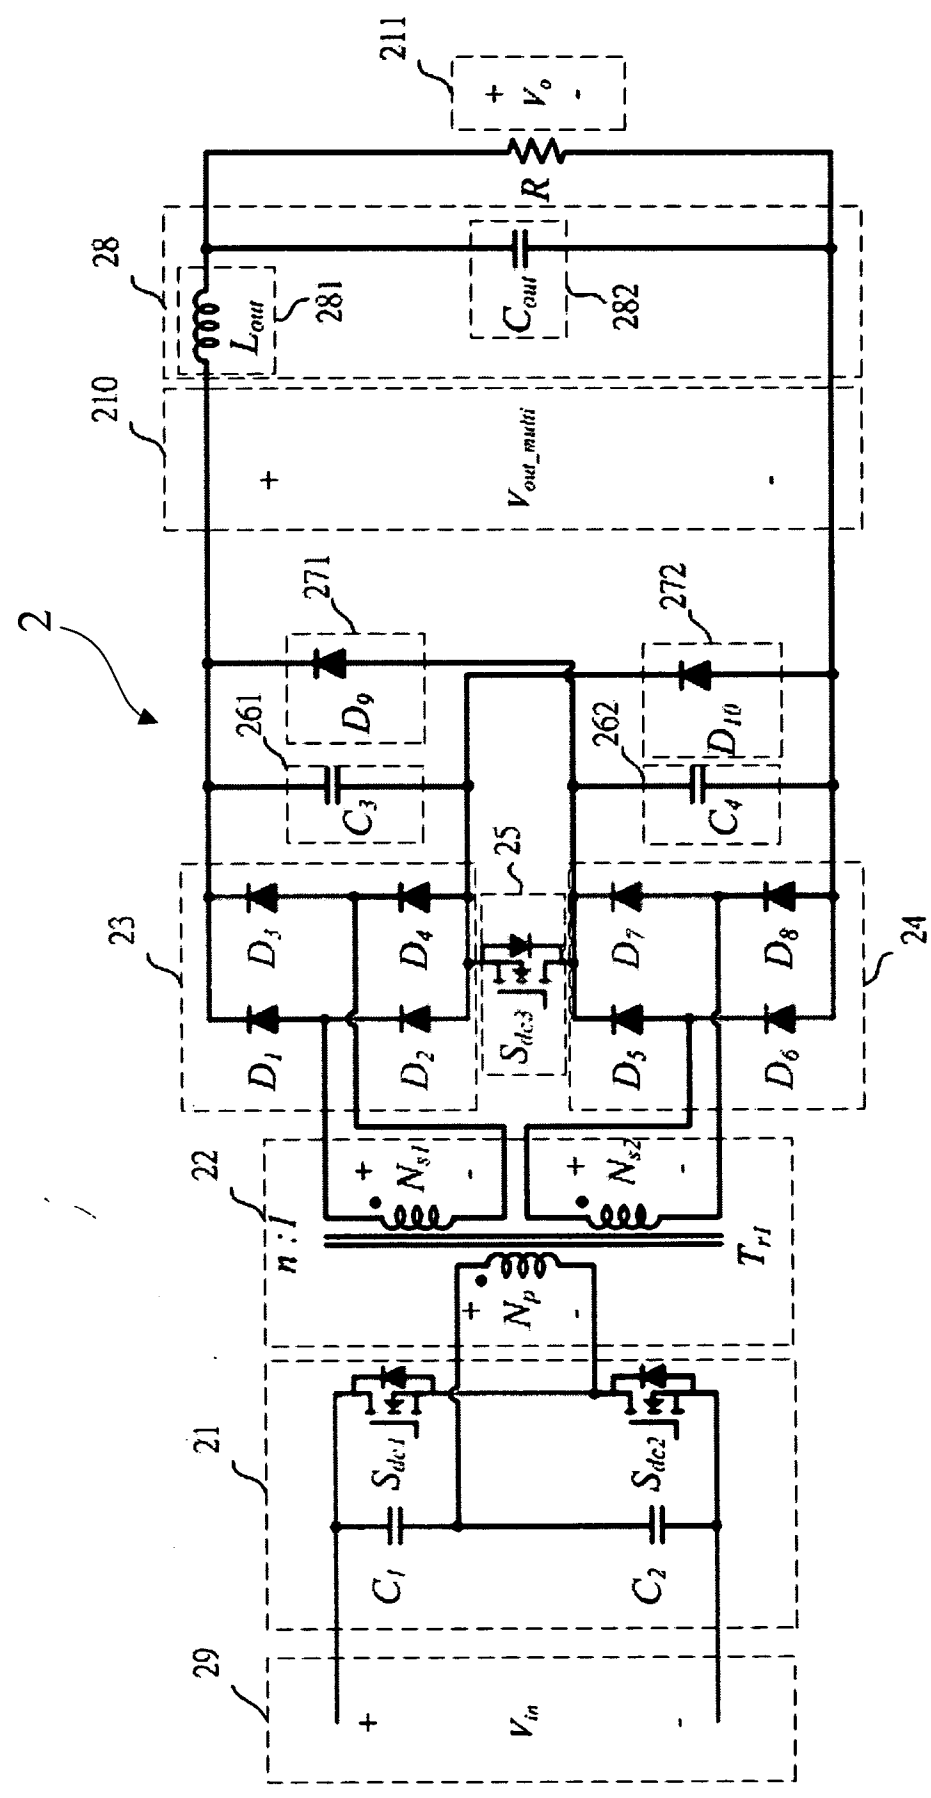 2
29
21
22
23
24
25
261
262
271
272
210
28
281
282
211
+
V_in
-
C_1
C_2
S_dc1
S_dc2
n : 1
+
N_p
-
T_r1
+
N_s1
-
+
N_s2
-
D_1
D_2
D_3
D_4
S_dc3
D_5
D_6
D_7
D_8
C_3
C_4
D_9
D_10
+
V_out_multi
-
L_out
C_out
R
+
V_o
-